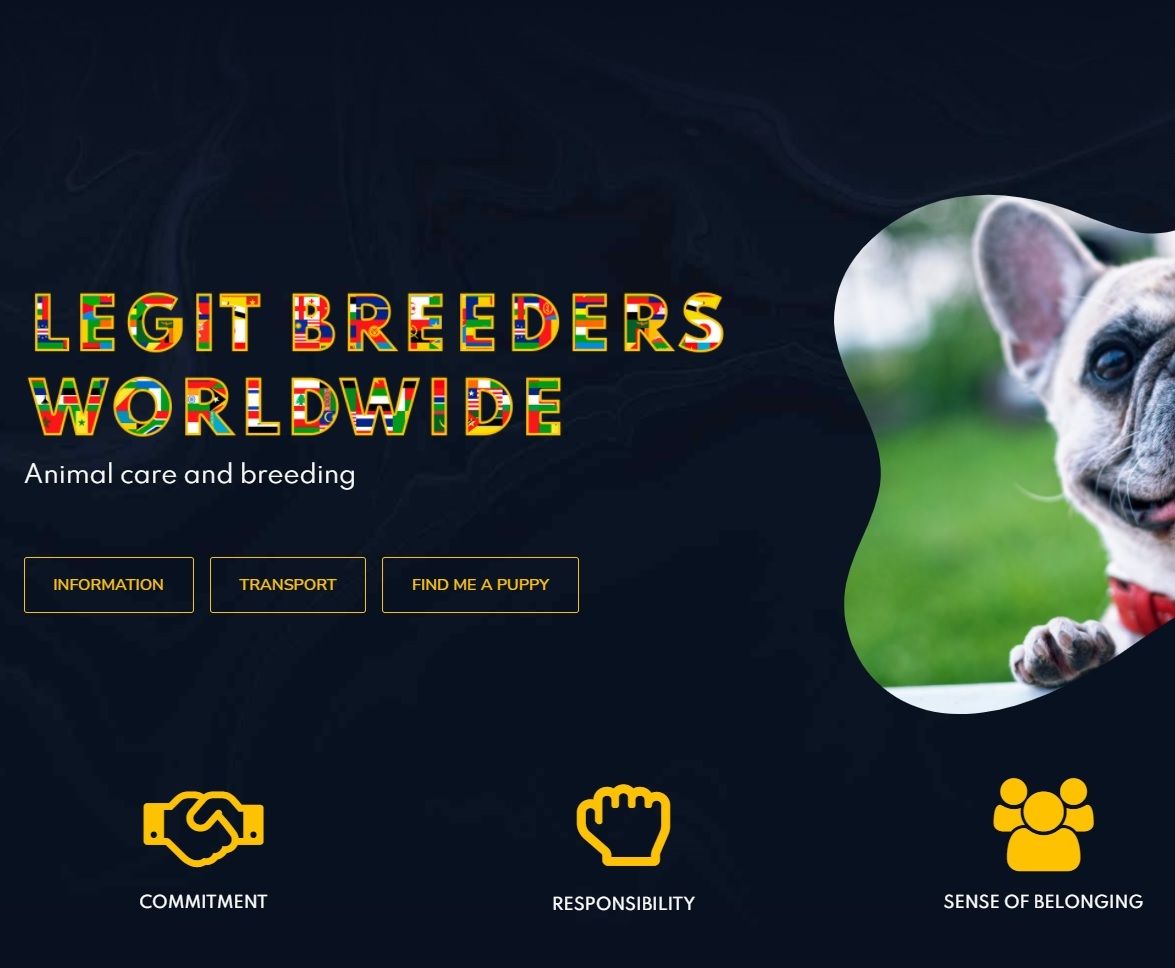 LEGIT BREEDERS
WORLDWIDE
Animal care and breeding
INFORMATION
TRANSPORT
FIND ME A PUPPY
COMMITMENT
RESPONSIBILITY
SENSE OF BELONGING